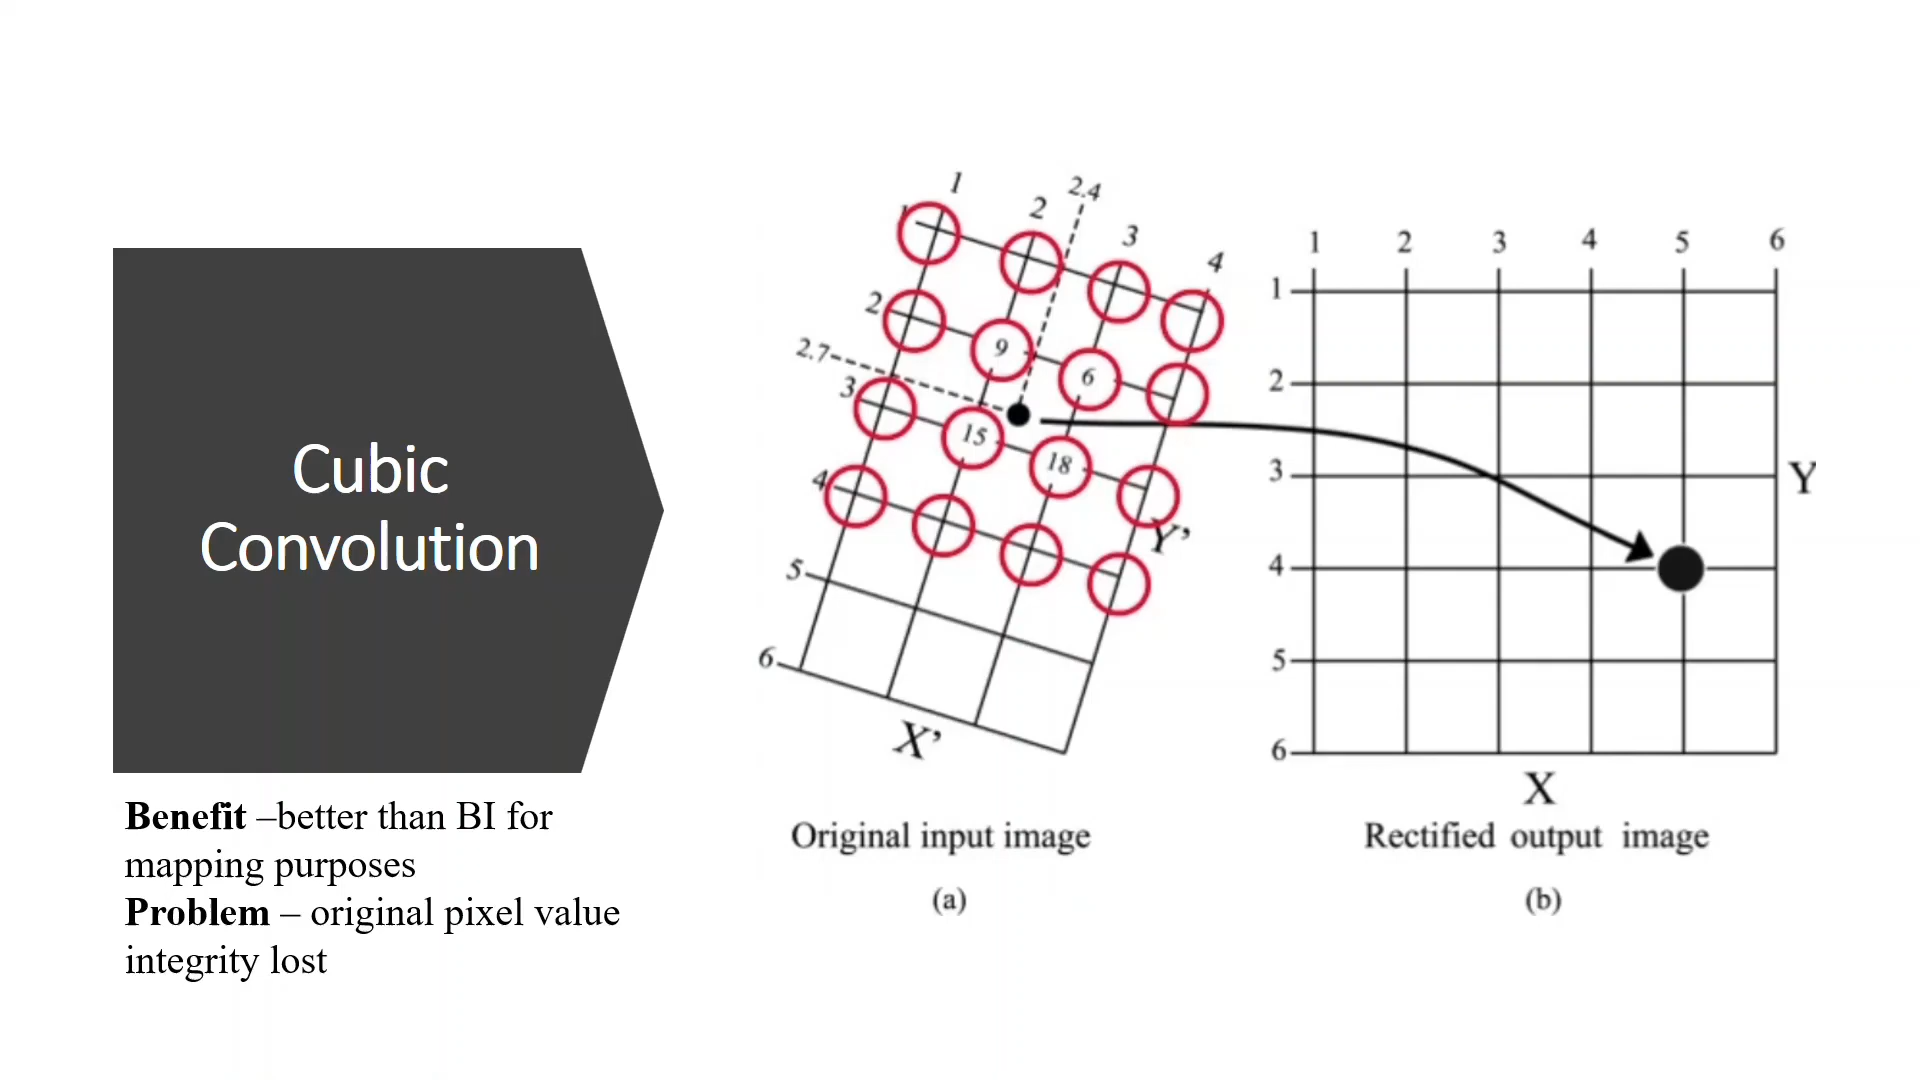 Cubic
Convolution
Benefit –better than BI for
mapping purposes
Problem – original pixel value
integrity lost
1
2
2.4
3
4
1
2
9
6
2.7
3
15
18
4
Y’
5
6
X’
Original input image
(a)
1 2 3 4 5 6
1
2
3
Y
4
5
6
X
Rectified output image
(b)